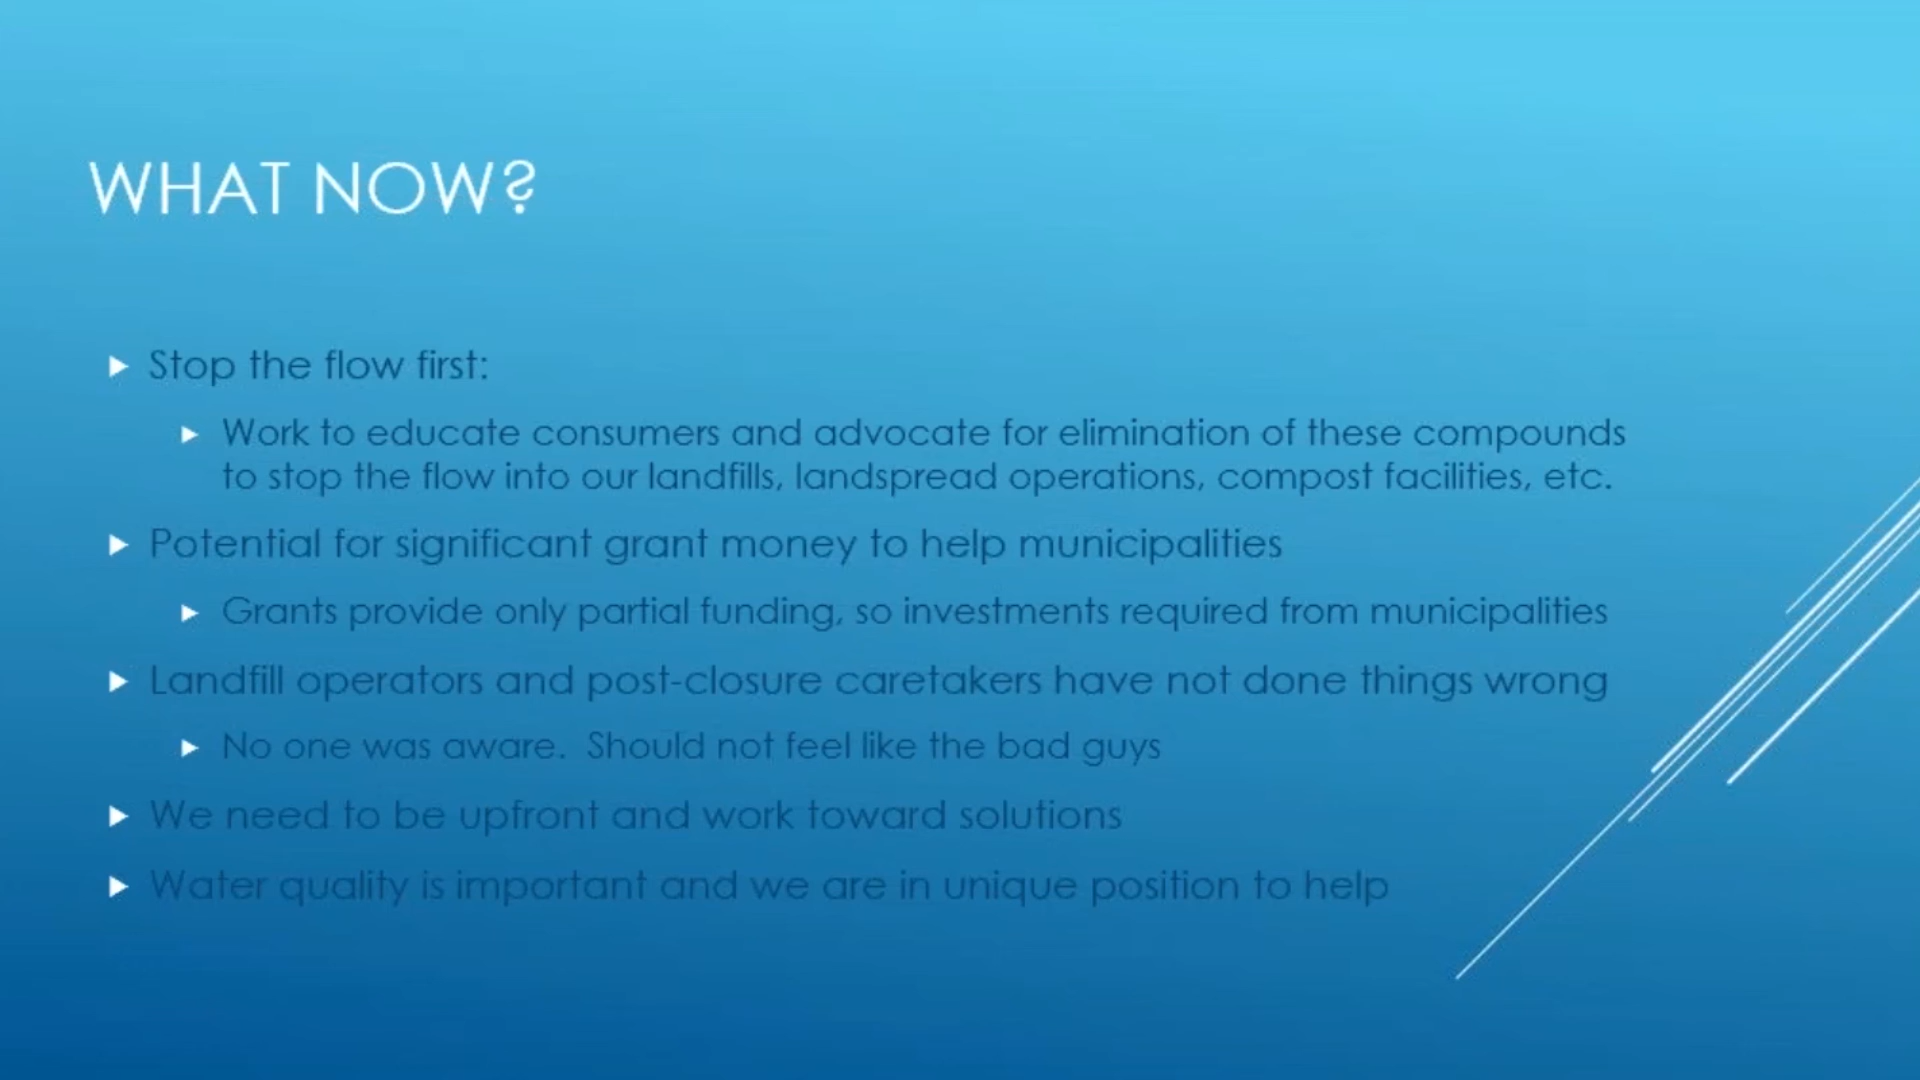 WHAT NOW?
Stop the flow first:
Work to educate consumers and advocate for elimination of these compounds
to stop the flow into our landfills, landspread operations, compost facilities, etc.
Potential for significant grant money to help municipalities
Grants provide only partial funding, so investments required from municipalities
Landfill operators and post-closure caretakers have not done things wrong
No one was aware.  Should not feel like the bad guys
We need to be upfront and work toward solutions
Water quality is important and we are in unique position to help